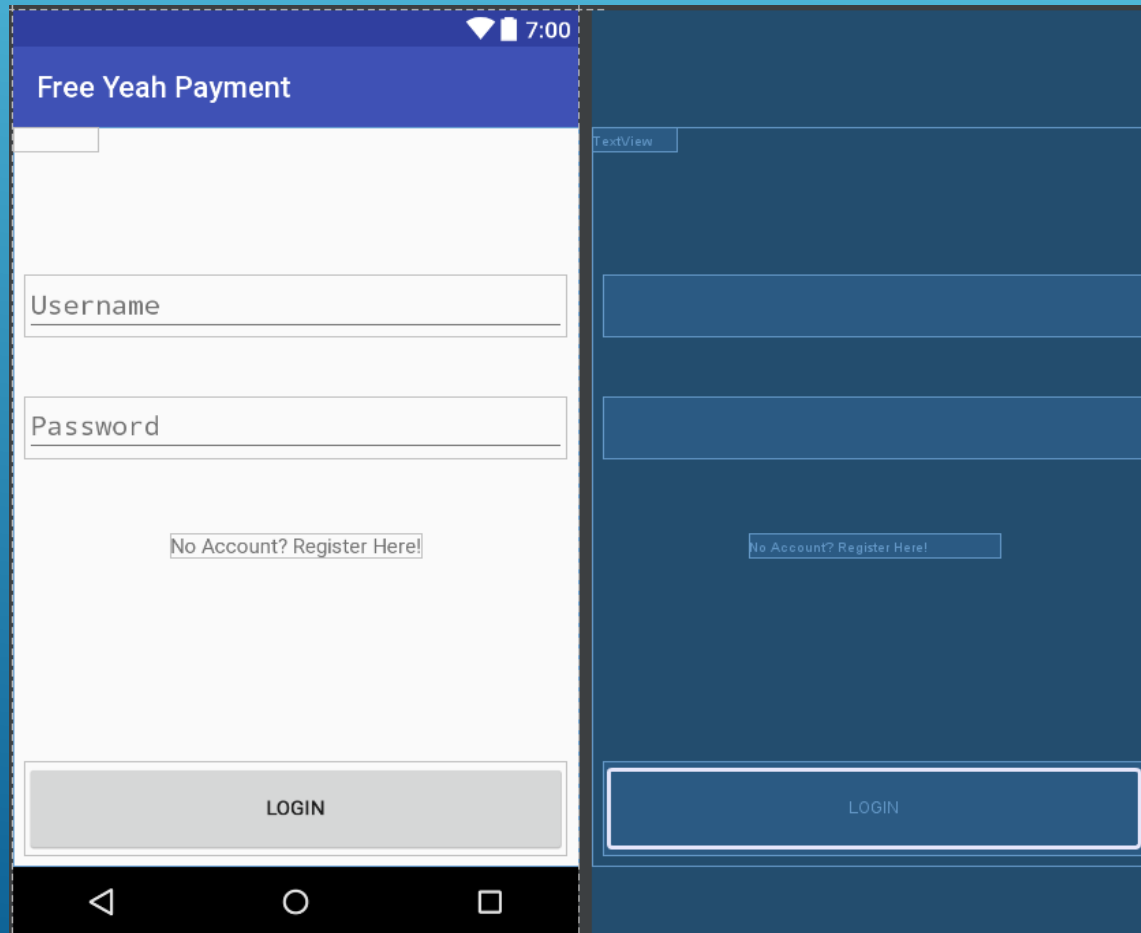 7:00
Free Yeah Payment
TextView
Username
Password
No Account? Register Here!
No Account? Register Here!
LOGIN
LOGIN